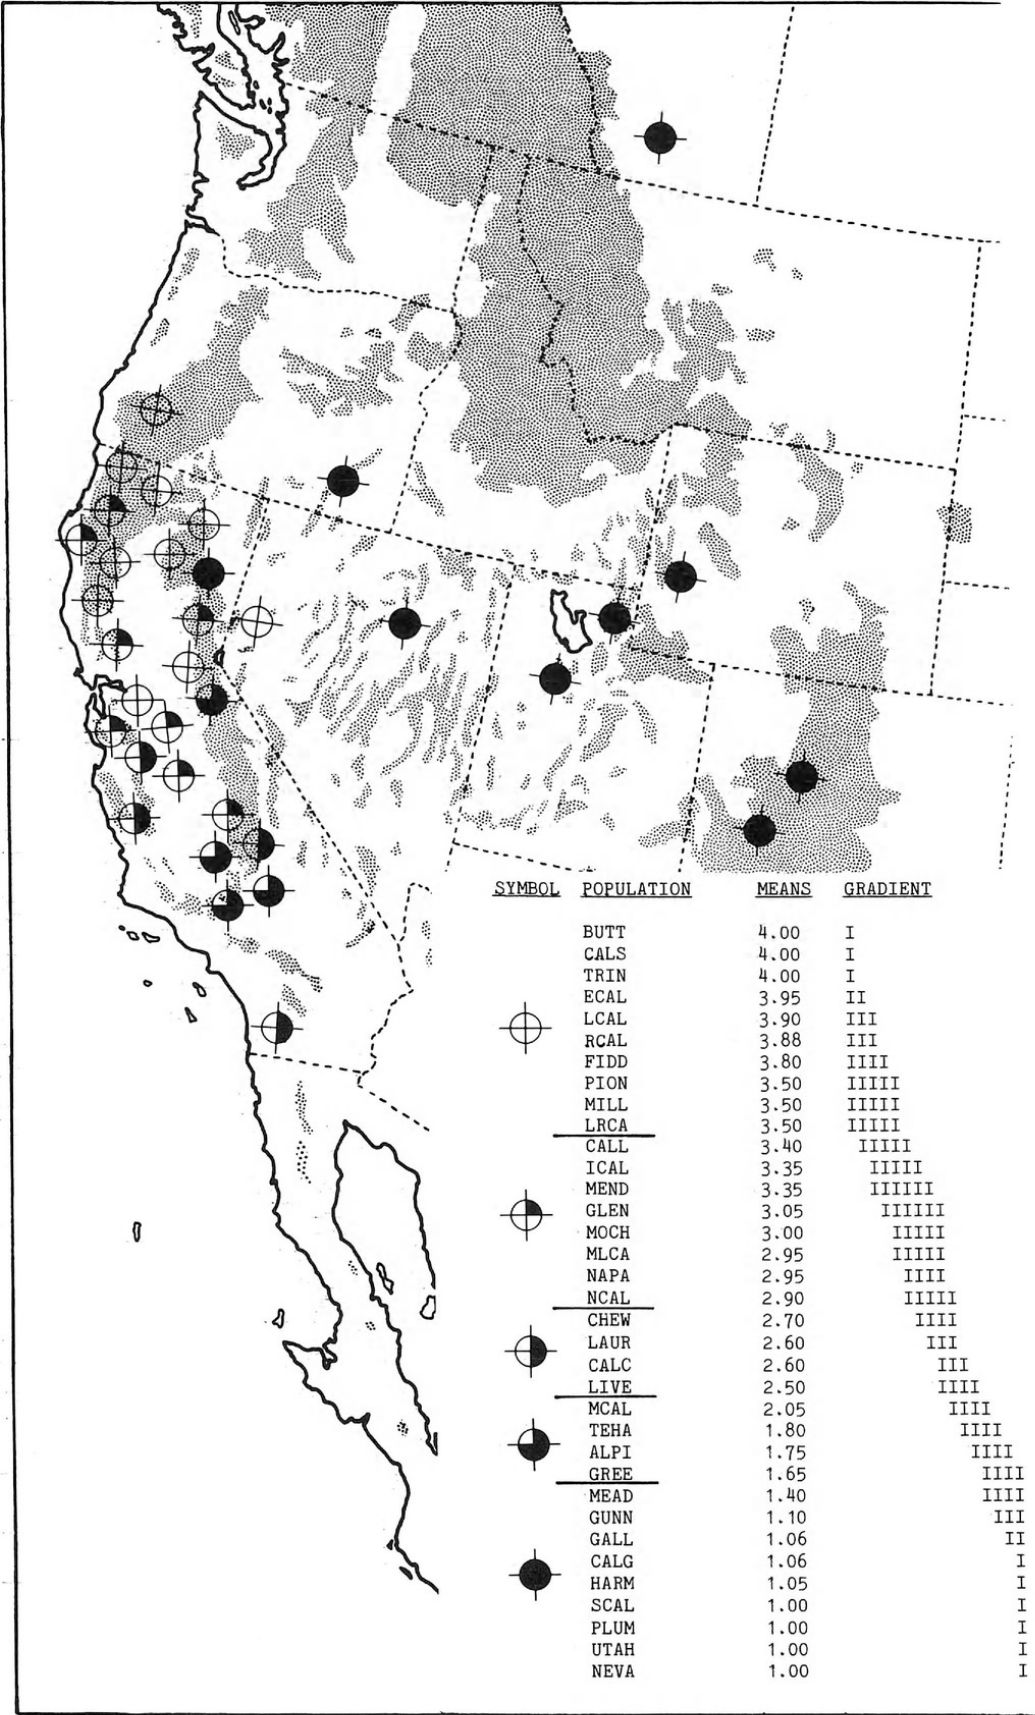 SYMBOL POPULATION MEANS GRADIENT
BUTT 4.00 I
CALS 4.00 I
TRIN 4.00 I
ECAL 3.95 II
LCAL 3.90 III
RCAL 3.88 III
FIDD 3.80 IIII
PION 3.50 IIIII
MILL 3.50 IIIII
LRCA 3.50 IIIII
CALL 3.40 IIIII
ICAL 3.35 IIIII
MEND 3.35 IIIIII
GLEN 3.05 IIIIII
MOCH 3.00 IIIII
MLCA 2.95 IIIII
NAPA 2.95 IIII
NCAL 2.90 IIIII
CHEW 2.70 IIII
LAUR 2.60 III
CALC 2.60 III
LIVE 2.50 IIII
MCAL 2.05 IIII
TEHA 1.80 IIII
ALPI 1.75 IIII
GREE 1.65 IIII
MEAD 1.40 IIII
GUNN 1.10 III
GALL 1.06 II
CALG 1.06 I
HARM 1.05 I
SCAL 1.00 I
PLUM 1.00 I
UTAH 1.00 I
NEVA 1.00 I